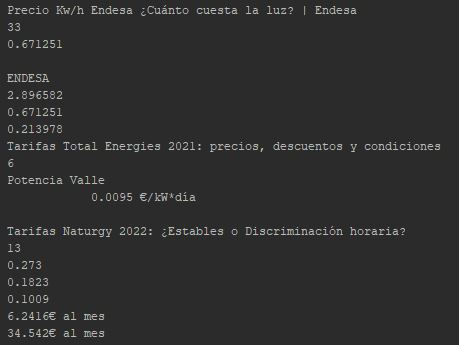 Precio Kw/h Endesa ¿Cuánto cuesta la luz? | Endesa
33
0.671251
ENDESA
2.896582
0.671251
0.213978
Tarifas Total Energies 2021: precios, descuentos y condiciones
6
Potencia Valle
0.0095 €/kW*día
Tarifas Naturgy 2022: ¿Estables o Discriminación horaria?
13
0.273
0.1823
0.1009
6.2416€ al mes
34.542€ al mes